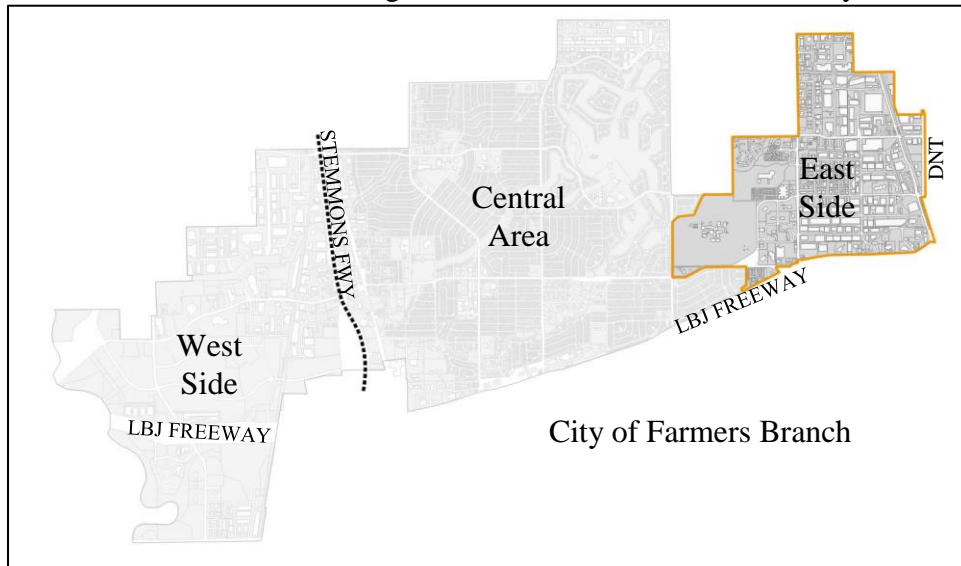 STEMMONS FWY
Central
Area
East
Side
DNT
LBJ FREEWAY
West
Side
LBJ FREEWAY
City of Farmers Branch